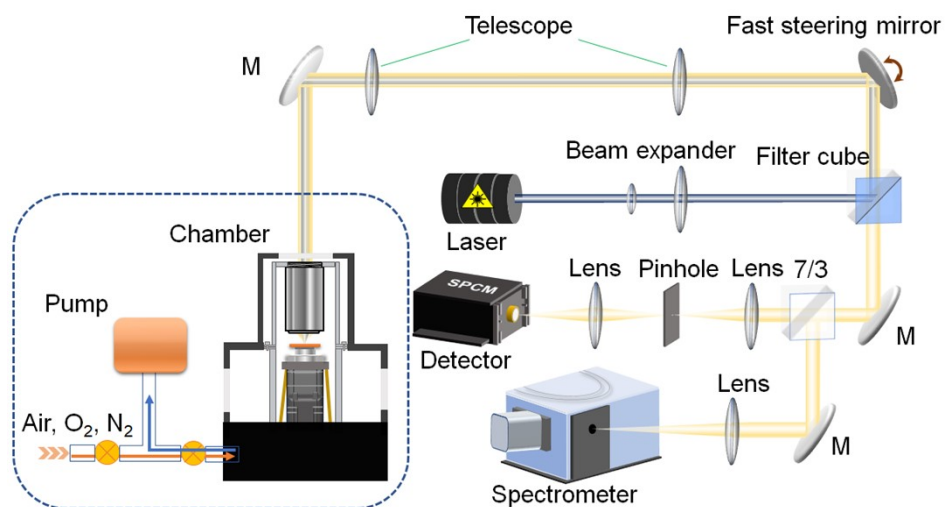 Telescope
Fast steering mirror
M
Beam expander
Filter cube
Laser
Chamber
Lens
Pinhole
Lens
7/3
SPCM
Pump
Detector
M
Lens
Air, O₂, N₂
M
Spectrometer